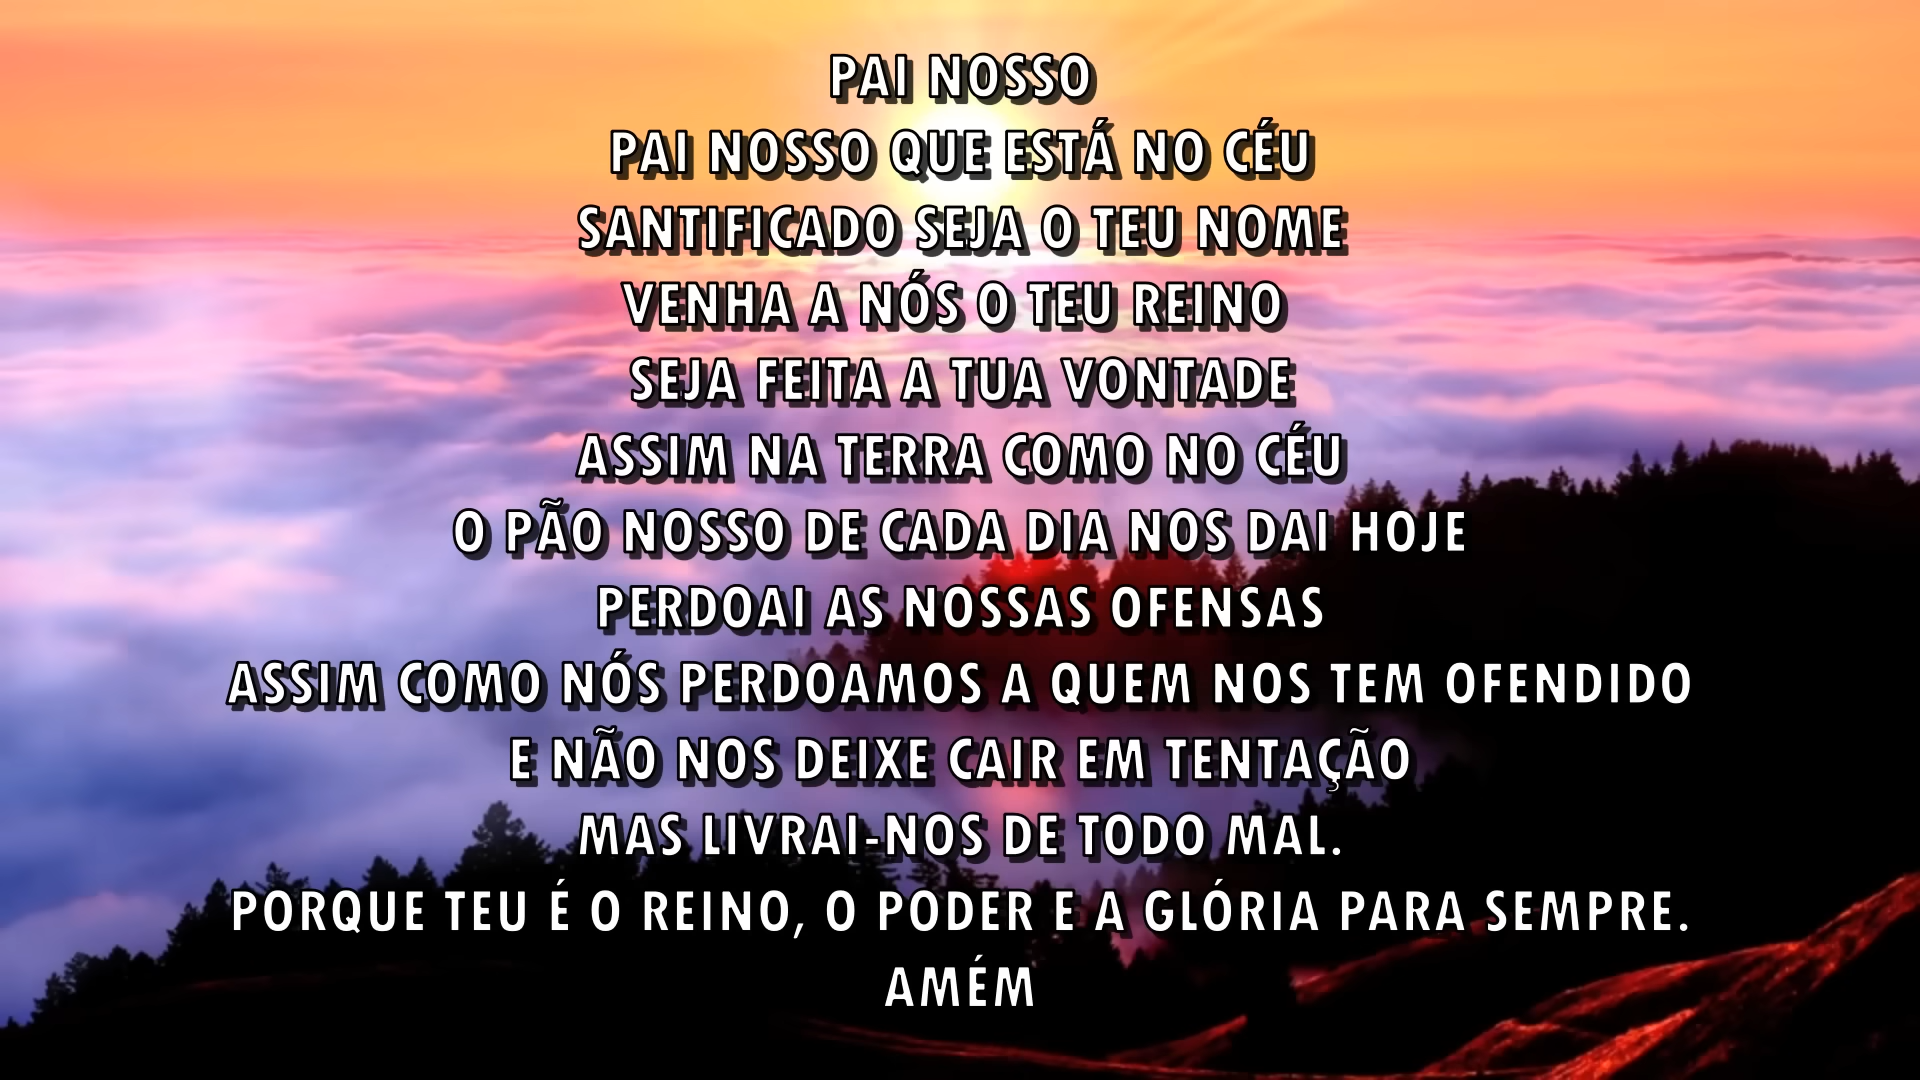 PAI NOSSO
PAI NOSSO QUE ESTÁ NO CÉU
SANTIFICADO SEJA O TEU NOME
VENHA A NÓS O TEU REINO
SEJA FEITA A TUA VONTADE
ASSIM NA TERRA COMO NO CÉU
O PÃO NOSSO DE CADA DIA NOS DAI HOJE
PERDOAI AS NOSSAS OFENSAS
ASSIM COMO NÓS PERDOAMOS A QUEM NOS TEM OFENDIDO
E NÃO NOS DEIXE CAIR EM TENTAÇÃO
MAS LIVRAI-NOS DE TODO MAL.
PORQUE TEU É O REINO, O PODER E A GLÓRIA PARA SEMPRE.
AMÉM